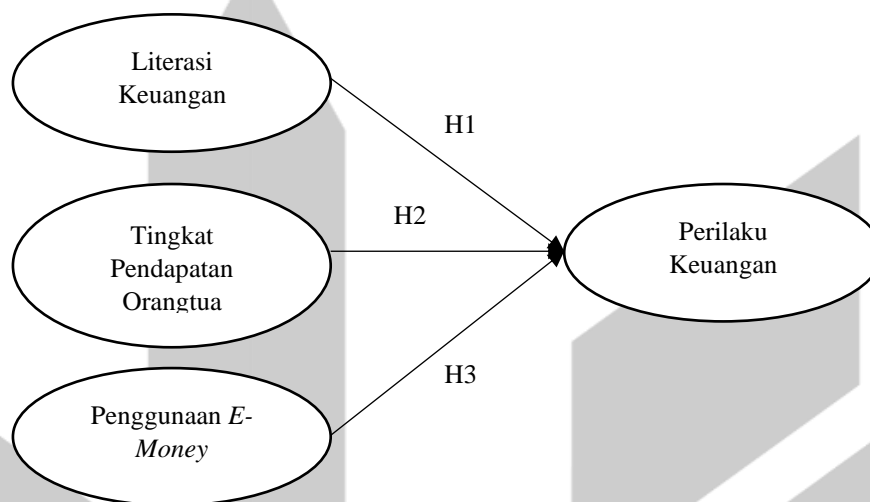 Literasi
Keuangan
H1
H2
Tingkat
Pendapatan
Orangtua
Perilaku
Keuangan
H3
Penggunaan E-
Money